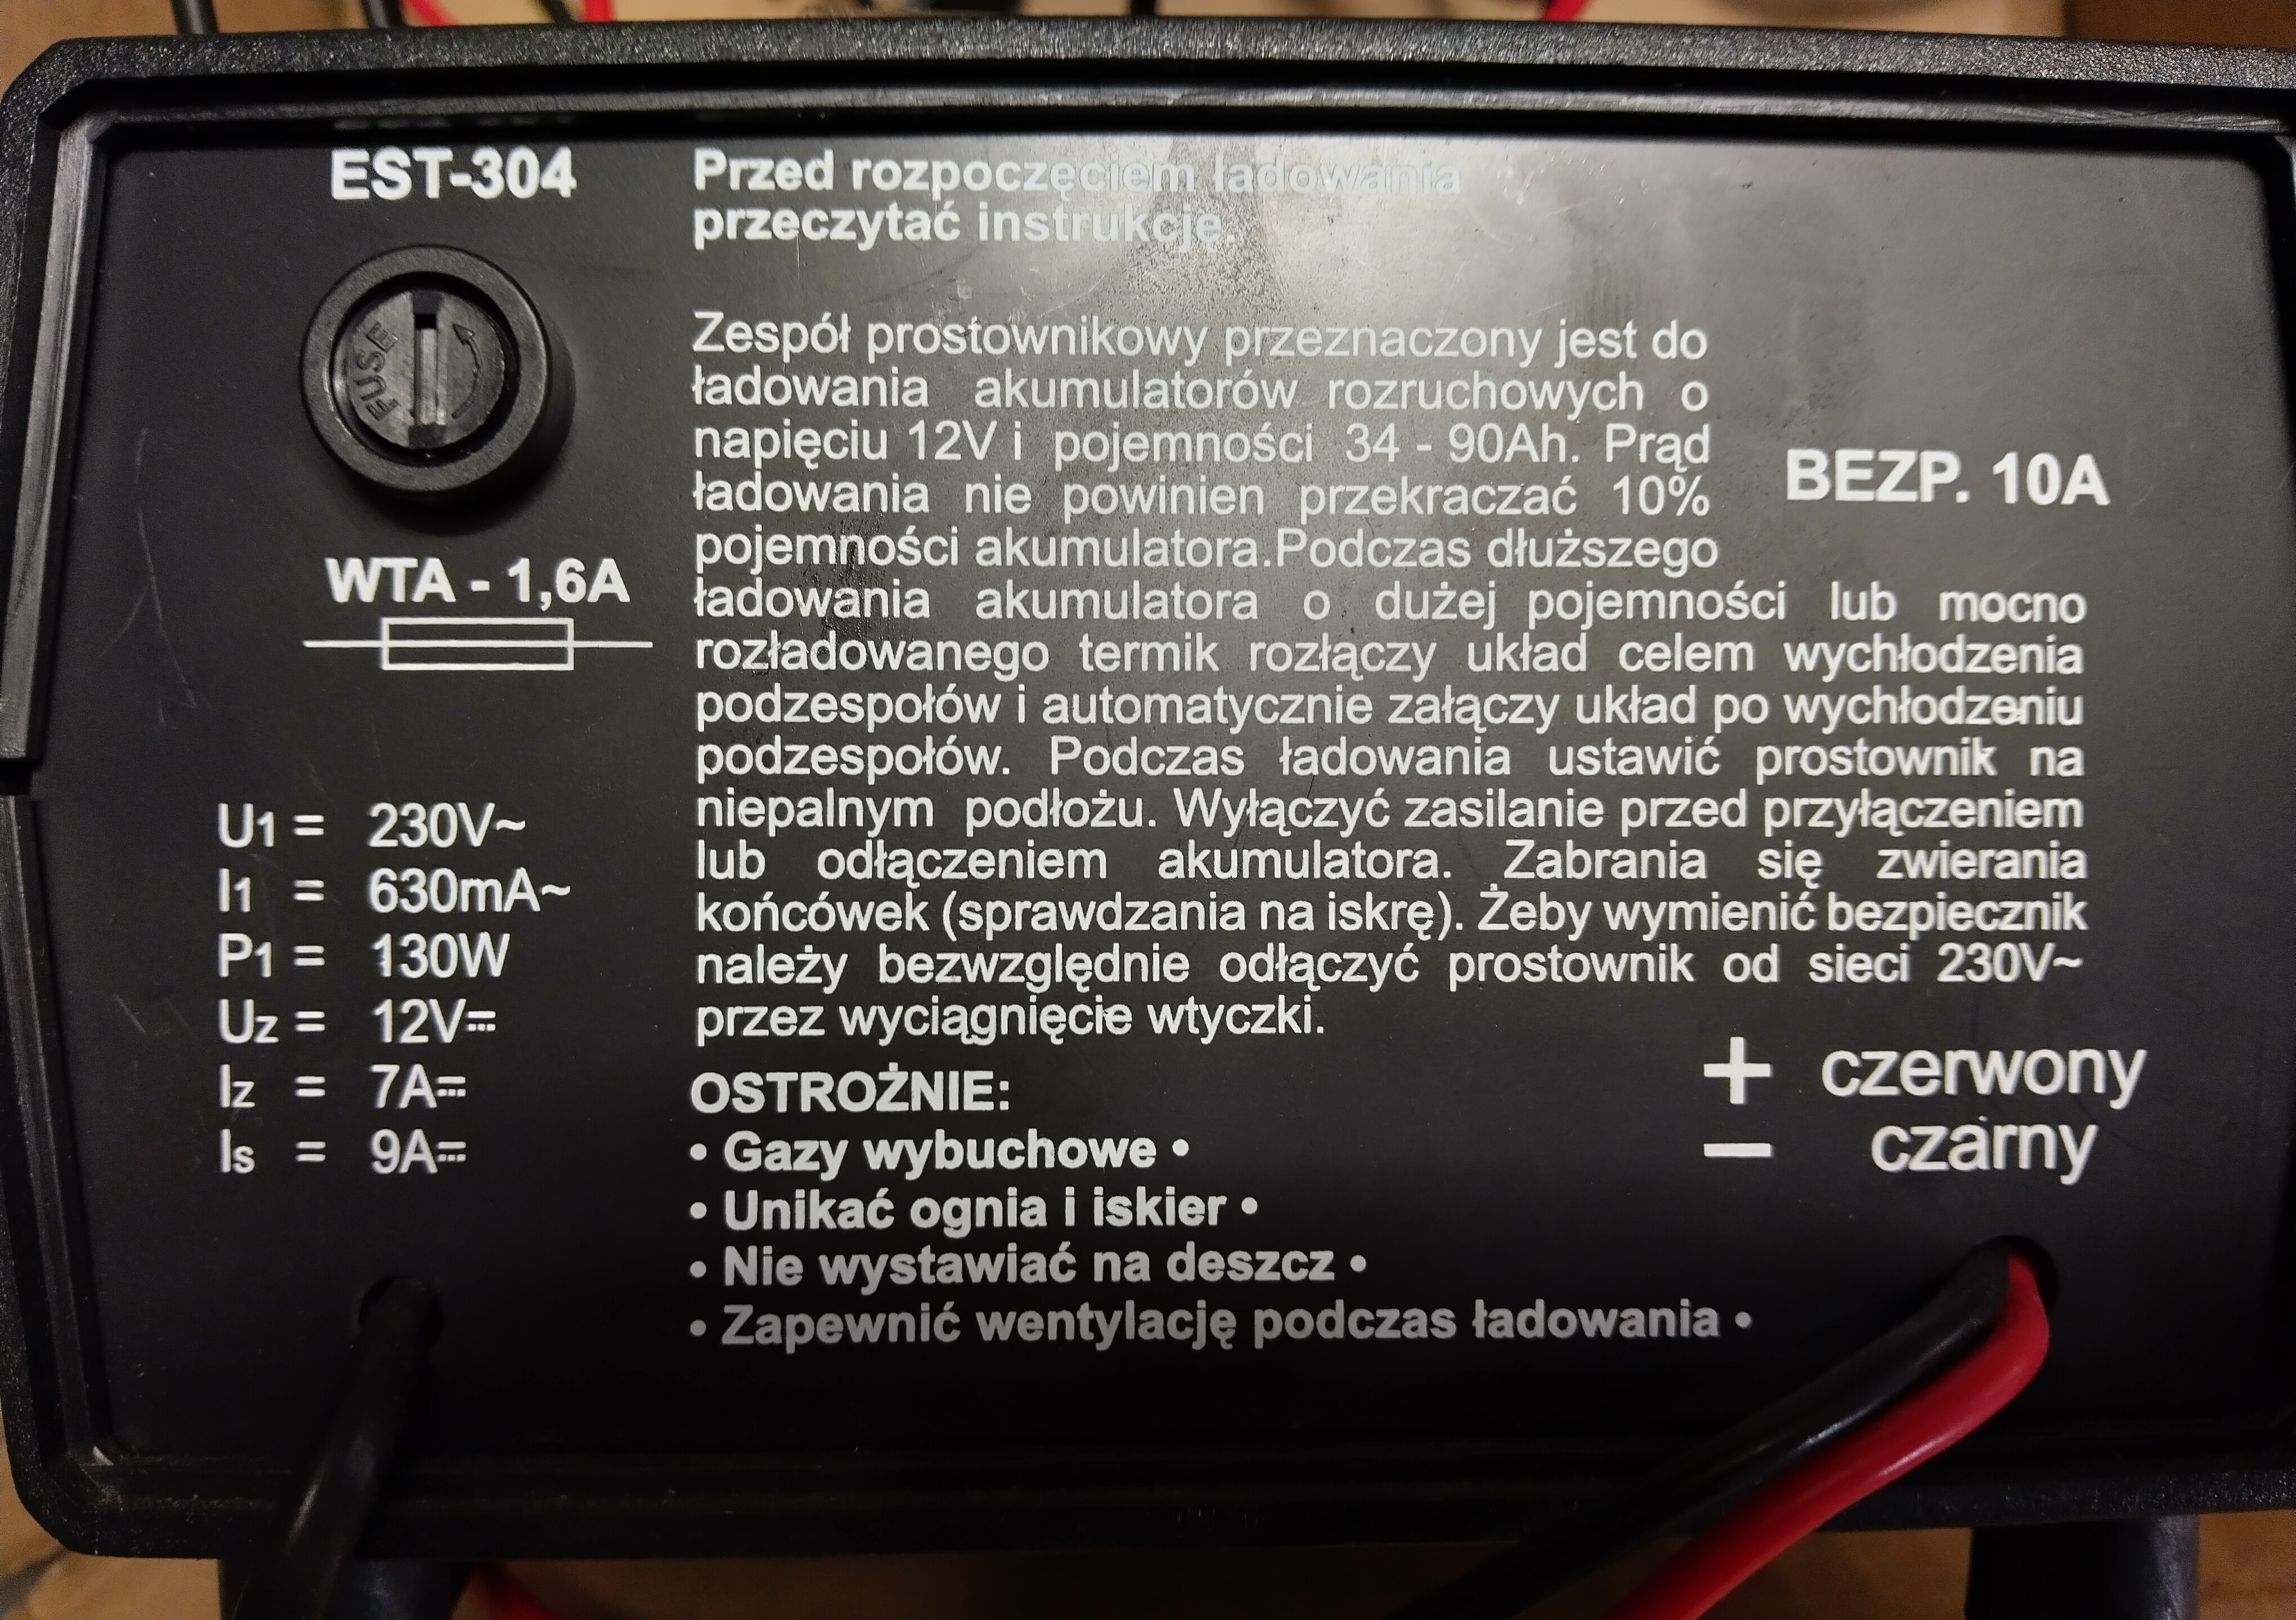 EST-304
FUSE
WTA - 1,6A
U1 = 230V~
I1 = 630mA~
P1 = 130W
Uz = 12V⎓
Iz = 7A⎓
Is = 9A⎓
Przed rozpoczęciem ładowania
przeczytać instrukcję.
Zespół prostownikowy przeznaczony jest do
ładowania akumulatorów rozruchowych o
napięciu 12V i pojemności 34 - 90Ah. Prąd
ładowania nie powinien przekraczać 10%
pojemności akumulatora.Podczas dłuższego
ładowania akumulatora o dużej pojemności lub mocno
rozładowanego termik rozłączy układ celem wychłodzenia
podzespołów i automatycznie załączy układ po wychłodzeniu
podzespołów. Podczas ładowania ustawić prostownik na
niepalnym podłożu. Wyłączyć zasilanie przed przyłączeniem
lub odłączeniem akumulatora. Zabrania się zwierania
końcówek (sprawdzania na iskrę). Żeby wymienić bezpiecznik
należy bezwzględnie odłączyć prostownik od sieci 230V~
przez wyciągnięcie wtyczki.
BEZP. 10A
OSTROŻNIE:
• Gazy wybuchowe •
• Unikać ognia i iskier •
• Nie wystawiać na deszcz •
• Zapewnić wentylację podczas ładowania •
+ czerwony
– czarny